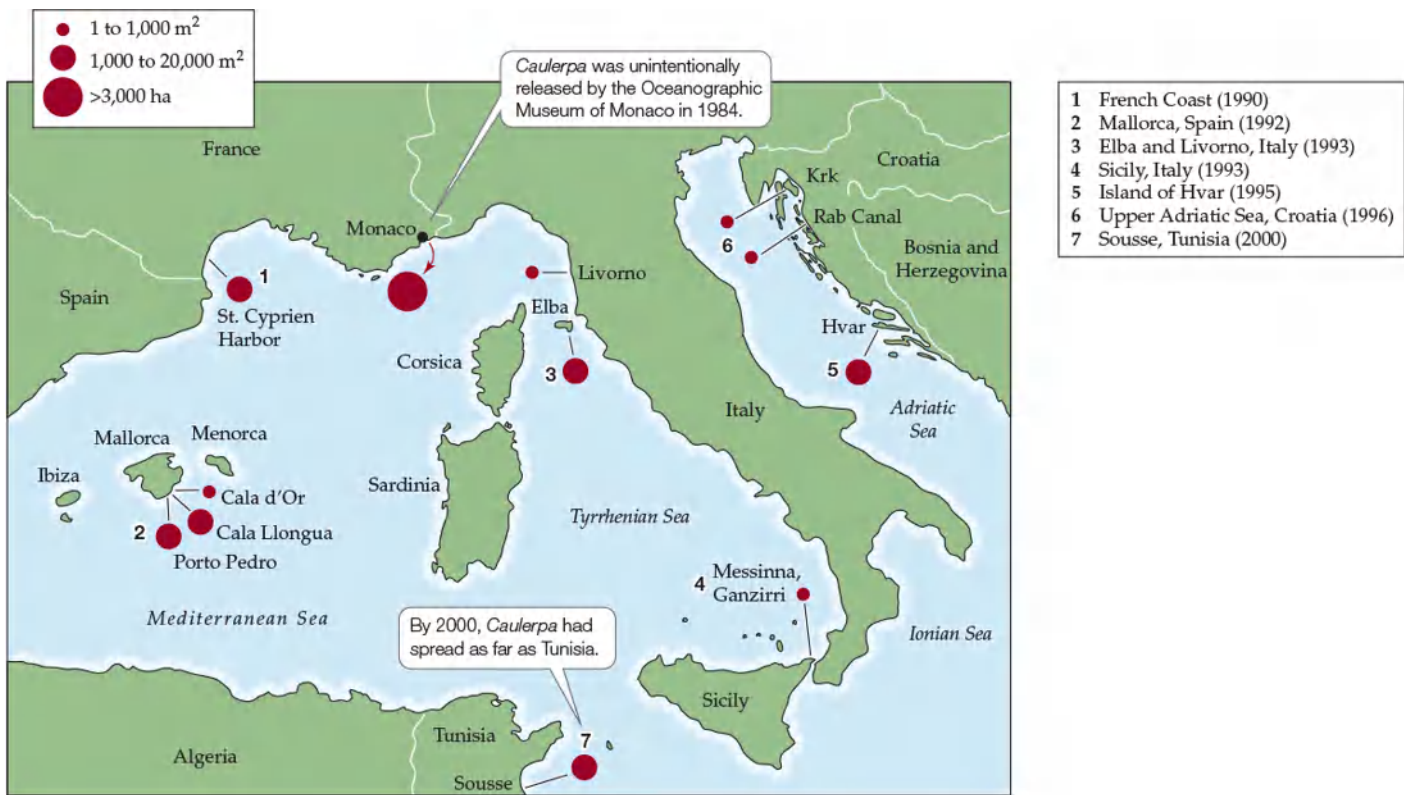 1 to 1,000 m²
1,000 to 20,000 m²
>3,000 ha
Caulerpa was unintentionally
released by the Oceanographic
Museum of Monaco in 1984.
1 French Coast (1990)
2 Mallorca, Spain (1992)
3 Elba and Livorno, Italy (1993)
4 Sicily, Italy (1993)
5 Island of Hvar (1995)
6 Upper Adriatic Sea, Croatia (1996)
7 Sousse, Tunisia (2000)
France
Croatia
Krk
Rab Canal
Monaco
6
Bosnia and
Herzegovina
1
Livorno
Spain
St. Cyprien
Harbor
Elba
Hvar
Corsica
3
5
Italy
Adriatic
Sea
Mallorca
Menorca
Ibiza
Sardinia
Cala d'Or
2
Cala Llongua
Porto Pedro
Tyrrhenian Sea
4
Messinna,
Ganzirri
Mediterranean Sea
Ionian Sea
By 2000, Caulerpa had
spread as far as Tunisia.
Sicily
Tunisia
7
Algeria
Sousse